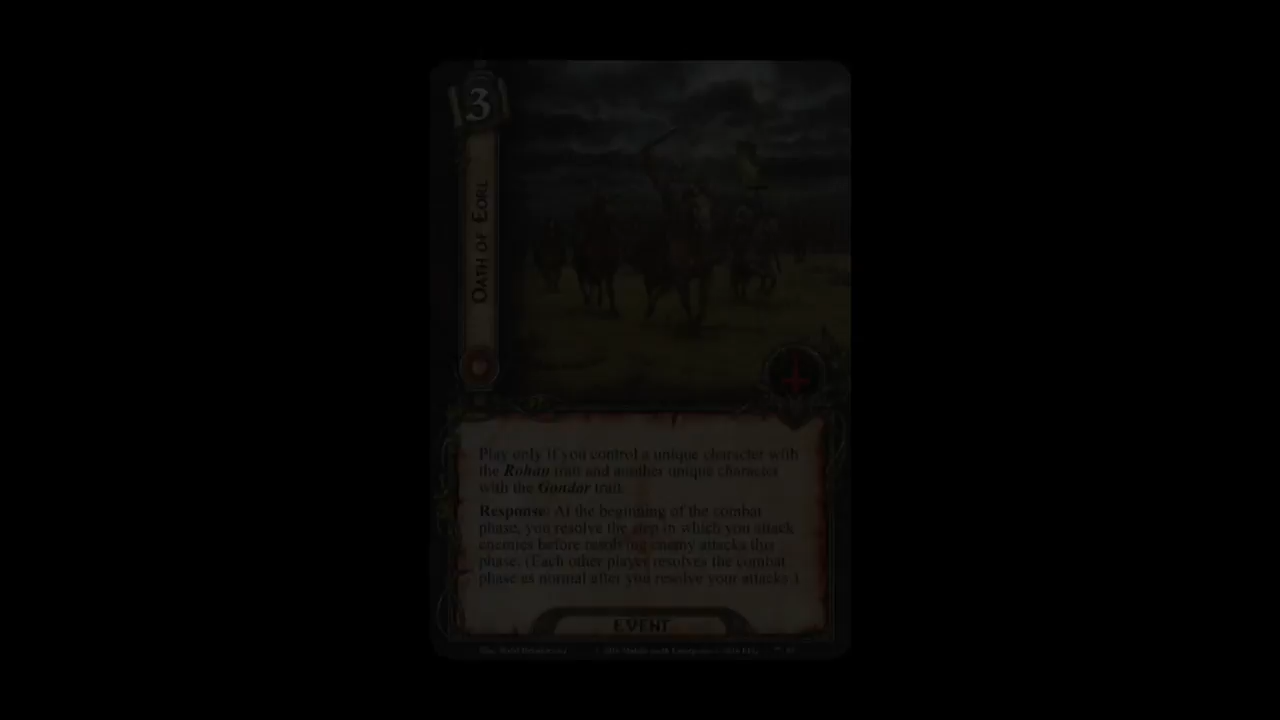 3
OATH OF EORL
Play only if you control a unique character with
the Rohan trait and another unique character
with the Gondor trait.
Response: At the beginning of the combat
phase, you resolve the step in which you attack
enemies before resolving enemy attacks this
phase. (Each other player resolves the combat
phase as normal after you resolve your attacks.)
EVENT